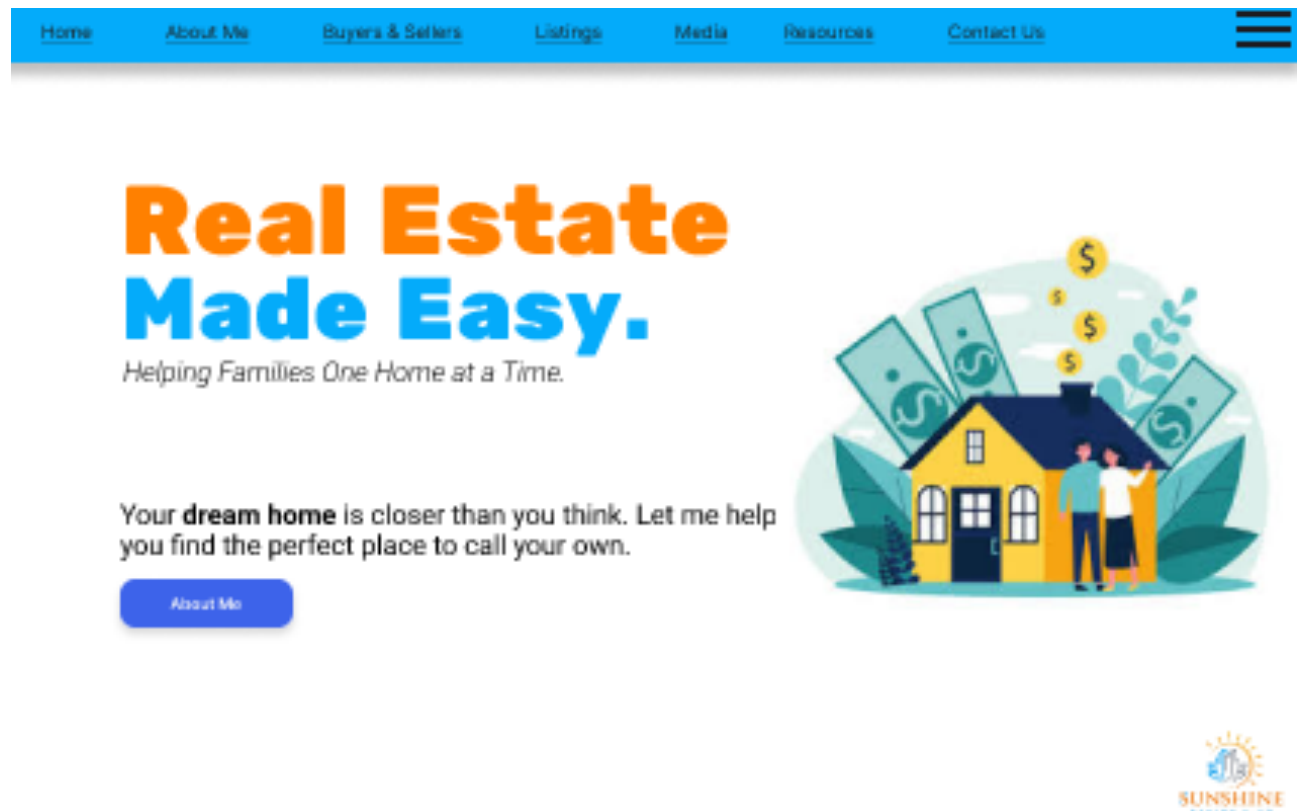 Home About Me Buyers & Sellers Listings Media Resources Contact Us
Real Estate
Made Easy.
Helping Families One Home at a Time.
Your dream home is closer than you think. Let me help
you find the perfect place to call your own.
About Me
$
$
$
$
SUNSHINE